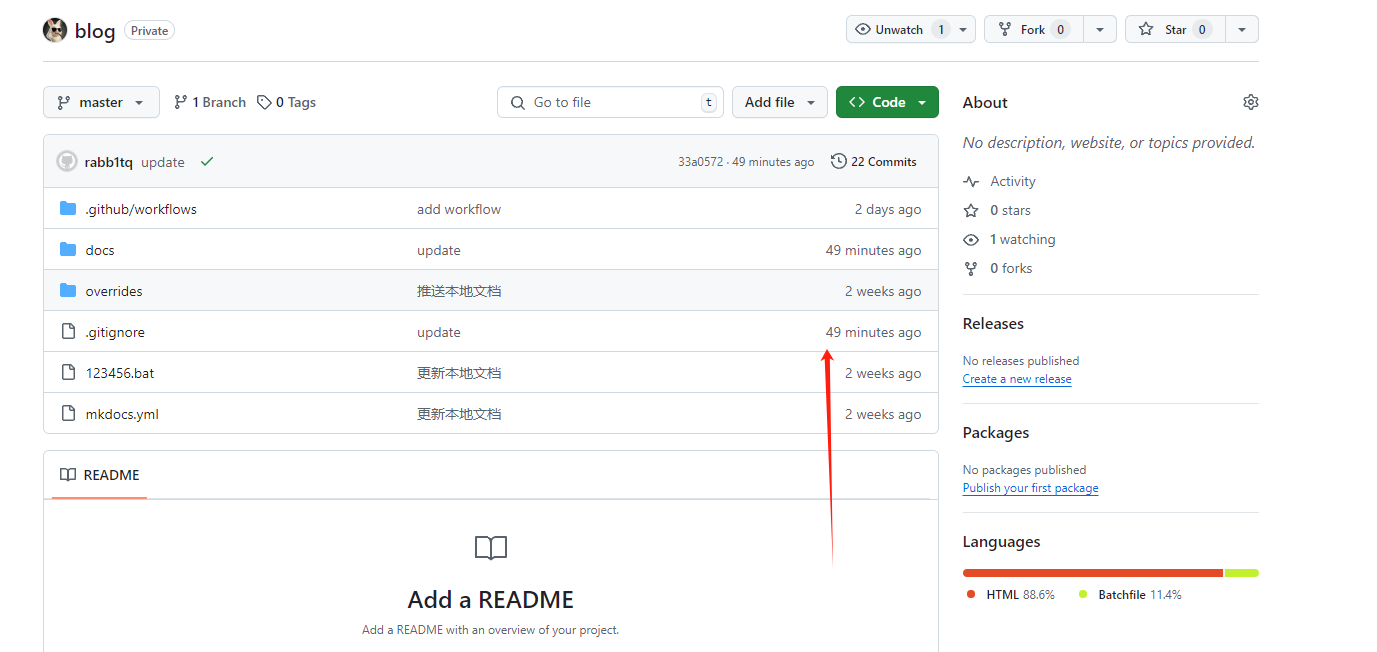 blog Private Unwatch 1 Fork 0 Star 0
master 1 Branch 0 Tags Go to file t Add file Code
rabb1tq update 33a0572 · 49 minutes ago 22 Commits
.github/workflows add workflow 2 days ago
docs update 49 minutes ago
overrides 推送本地文档 2 weeks ago
.gitignore update 49 minutes ago
123456.bat 更新本地文档 2 weeks ago
mkdocs.yml 更新本地文档 2 weeks ago
README
Add a README
Add a README with an overview of your project.
About
No description, website, or topics provided.
Activity
0 stars
1 watching
0 forks
Releases
No releases published
Create a new release
Packages
No packages published
Publish your first package
Languages
HTML 88.6% Batchfile 11.4%